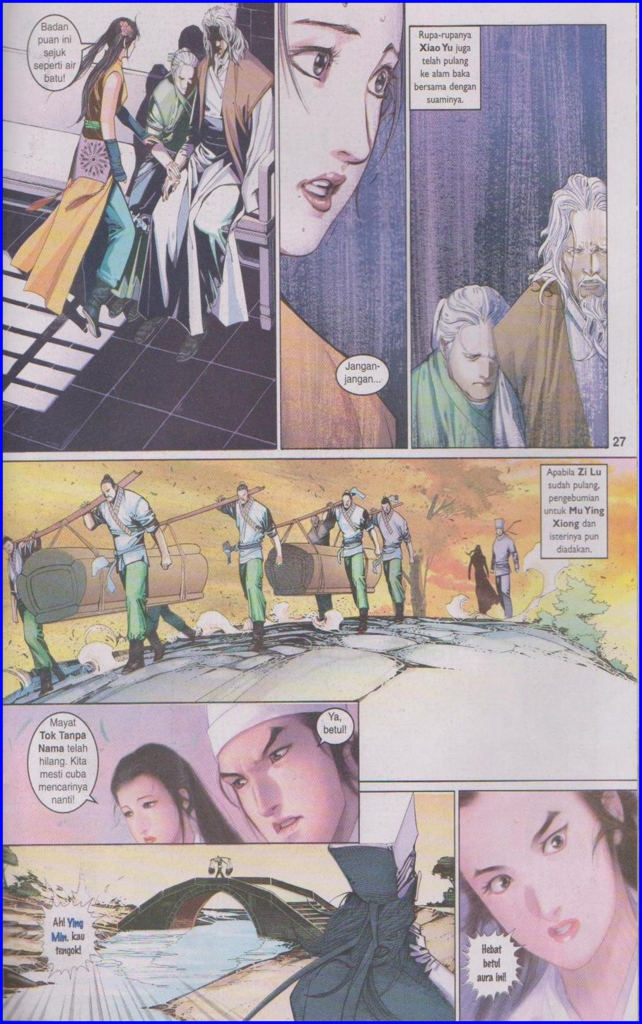 Badan
puan ini
sejuk
seperti air
batu!
Jangan-
jangan...
Rupa-rupanya
Xiao Yu juga
telah pulang
ke alam baka
bersama dengan
suaminya.
27
Apabila Zi Lu
sudah pulang,
pengebumian
untuk Mu Ying
Xiong dan
isterinya pun
diadakan.
Mayat
Tok Tanpa
Nama telah
hilang. Kita
mesti cuba
mencarinya
nanti!
Ya,
betul!
Ah! Ying
Min, kau
tengok!
Hebat
betul
aura ini!